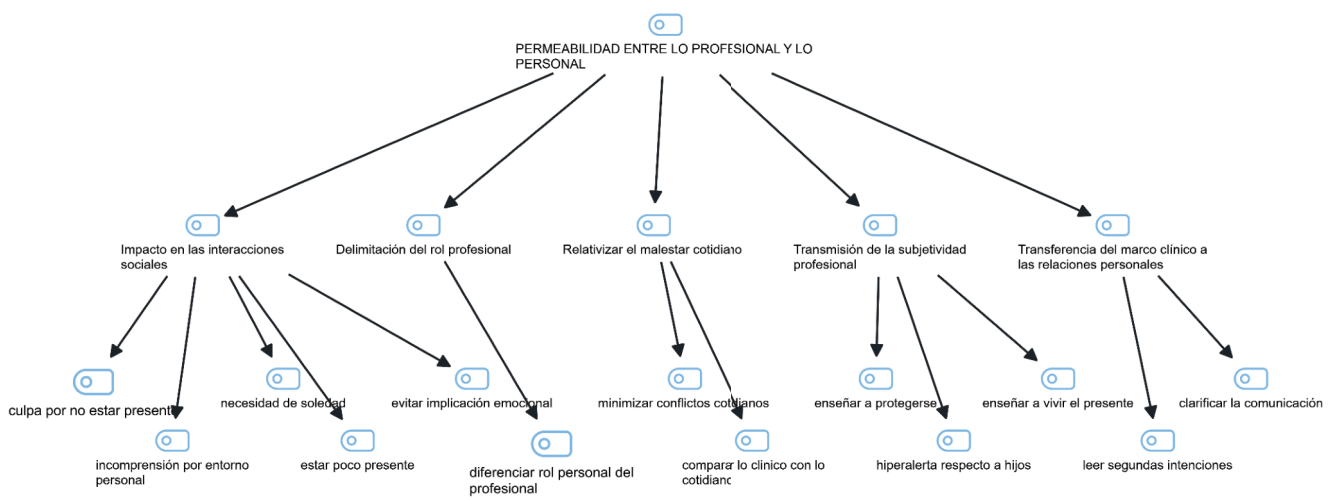 PERMEABILIDAD ENTRE LO PROFESIONAL Y LO
PERSONAL
Impacto en las interacciones
sociales
Delimitación del rol profesional
Relativizar el malestar cotidiano
Transmisión de la subjetividad
profesional
Transferencia del marco clínico a
las relaciones personales
culpa por no estar presente
necesidad de soledad
evitar implicación emocional
minimizar conflictos cotdianos
enseñar a protegerse
enseñar a vivir el presente
clarificar la comunicación
incomprensión por entorno
personal
estar poco presente
diferenciar rol personal del
profesional
comparar lo clinico con lo
cotidiano
hiperalerta respecto a hijos
leer segundas intenciones